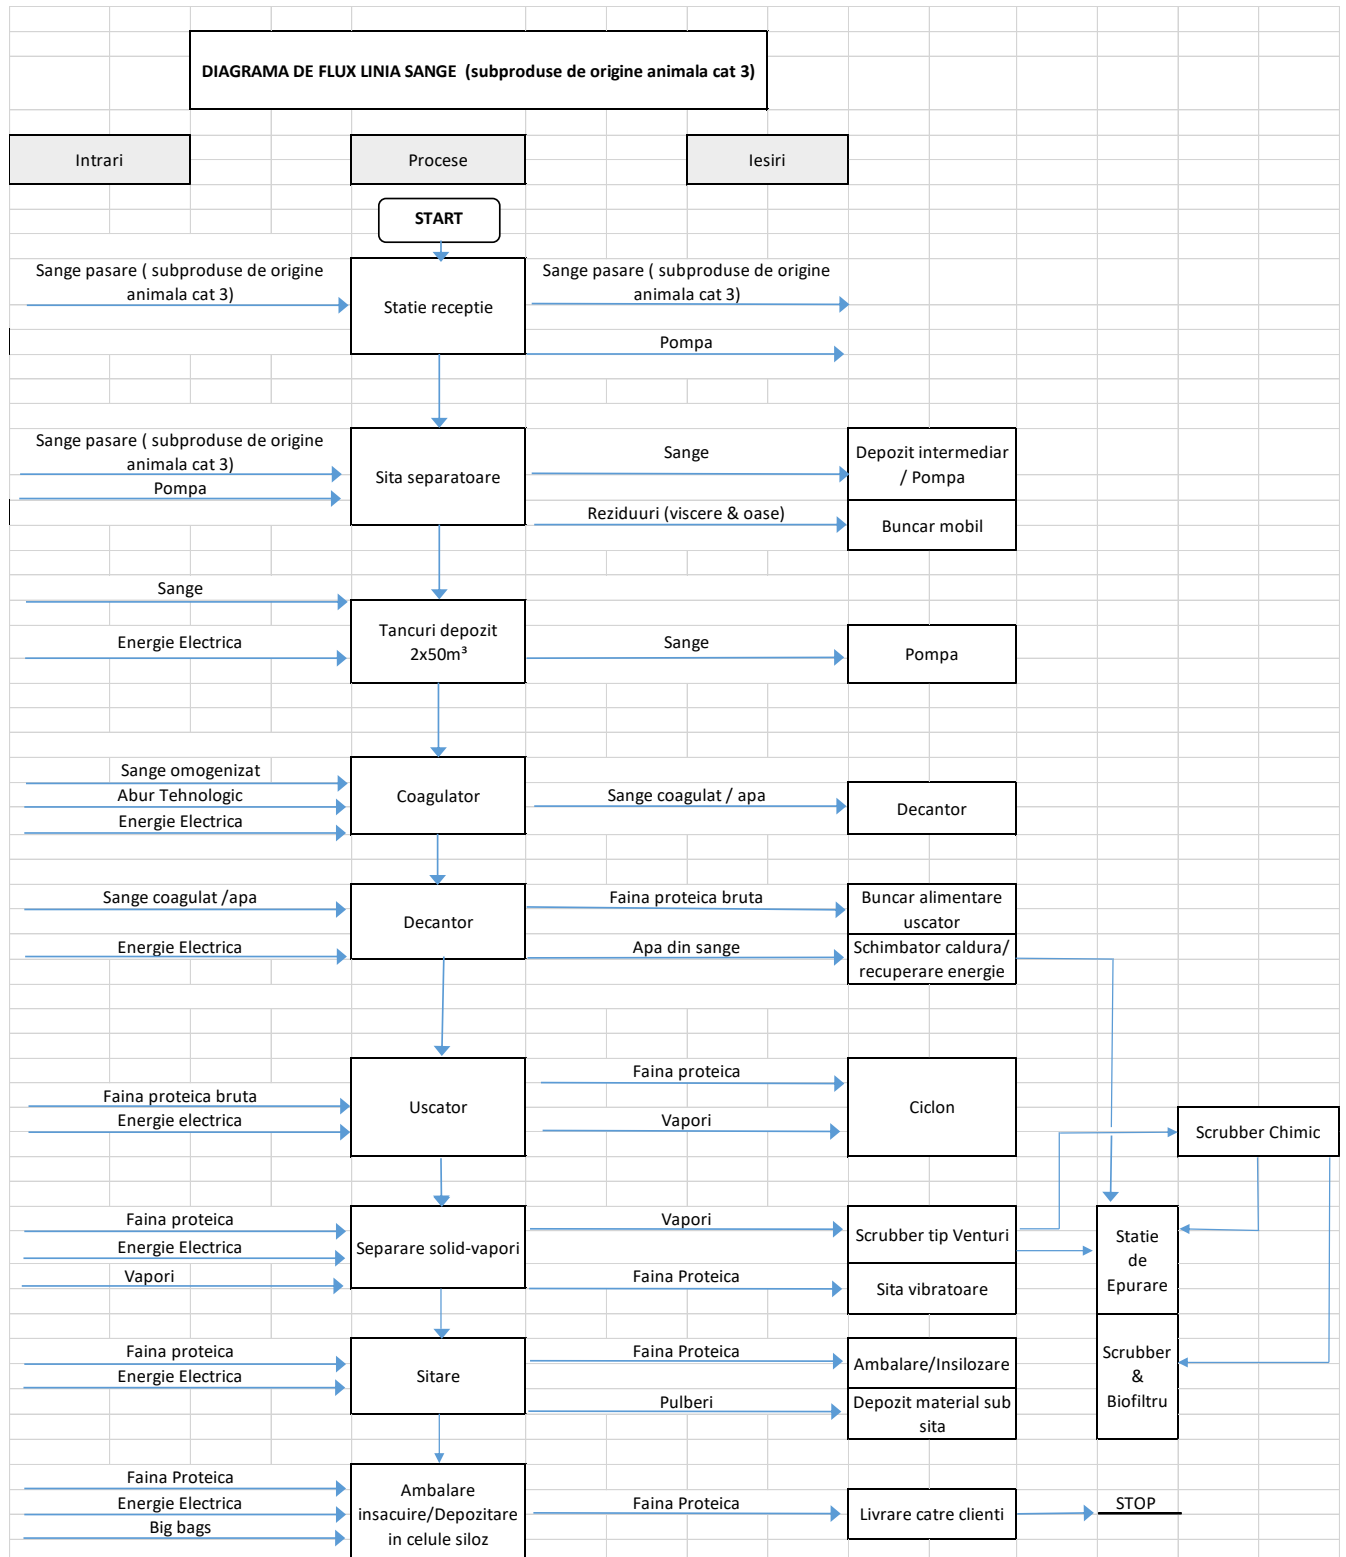 DIAGRAMA DE FLUX LINIA SANGE (subproduse de origine animala cat 3)
Intrari
Procese
Iesiri
START
Sange pasare ( subproduse de origine
animala cat 3)
Statie receptie
Sange pasare ( subproduse de origine
animala cat 3)
Pompa
Sange pasare ( subproduse de origine
animala cat 3)
Pompa
Sita separatoare
Sange
Depozit intermediar
/ Pompa
Reziduuri (viscere & oase)
Buncar mobil
Sange
Energie Electrica
Tancuri depozit
2x50m³
Sange
Pompa
Sange omogenizat
Abur Tehnologic
Energie Electrica
Coagulator
Sange coagulat / apa
Decantor
Sange coagulat /apa
Energie Electrica
Decantor
Faina proteica bruta
Buncar alimentare
uscator
Apa din sange
Schimbator caldura/
recuperare energie
Faina proteica bruta
Energie electrica
Uscator
Faina proteica
Vapori
Ciclon
Scrubber Chimic
Faina proteica
Energie Electrica
Vapori
Separare solid-vapori
Vapori
Scrubber tip Venturi
Faina Proteica
Sita vibratoare
Statie
de
Epurare
Faina proteica
Energie Electrica
Sitare
Faina Proteica
Ambalare/Insilozare
Pulberi
Depozit material sub
sita
Scrubber
&
Biofiltru
Faina Proteica
Energie Electrica
Big bags
Ambalare
insacuire/Depozitare
in celule siloz
Faina Proteica
Livrare catre clienti
STOP